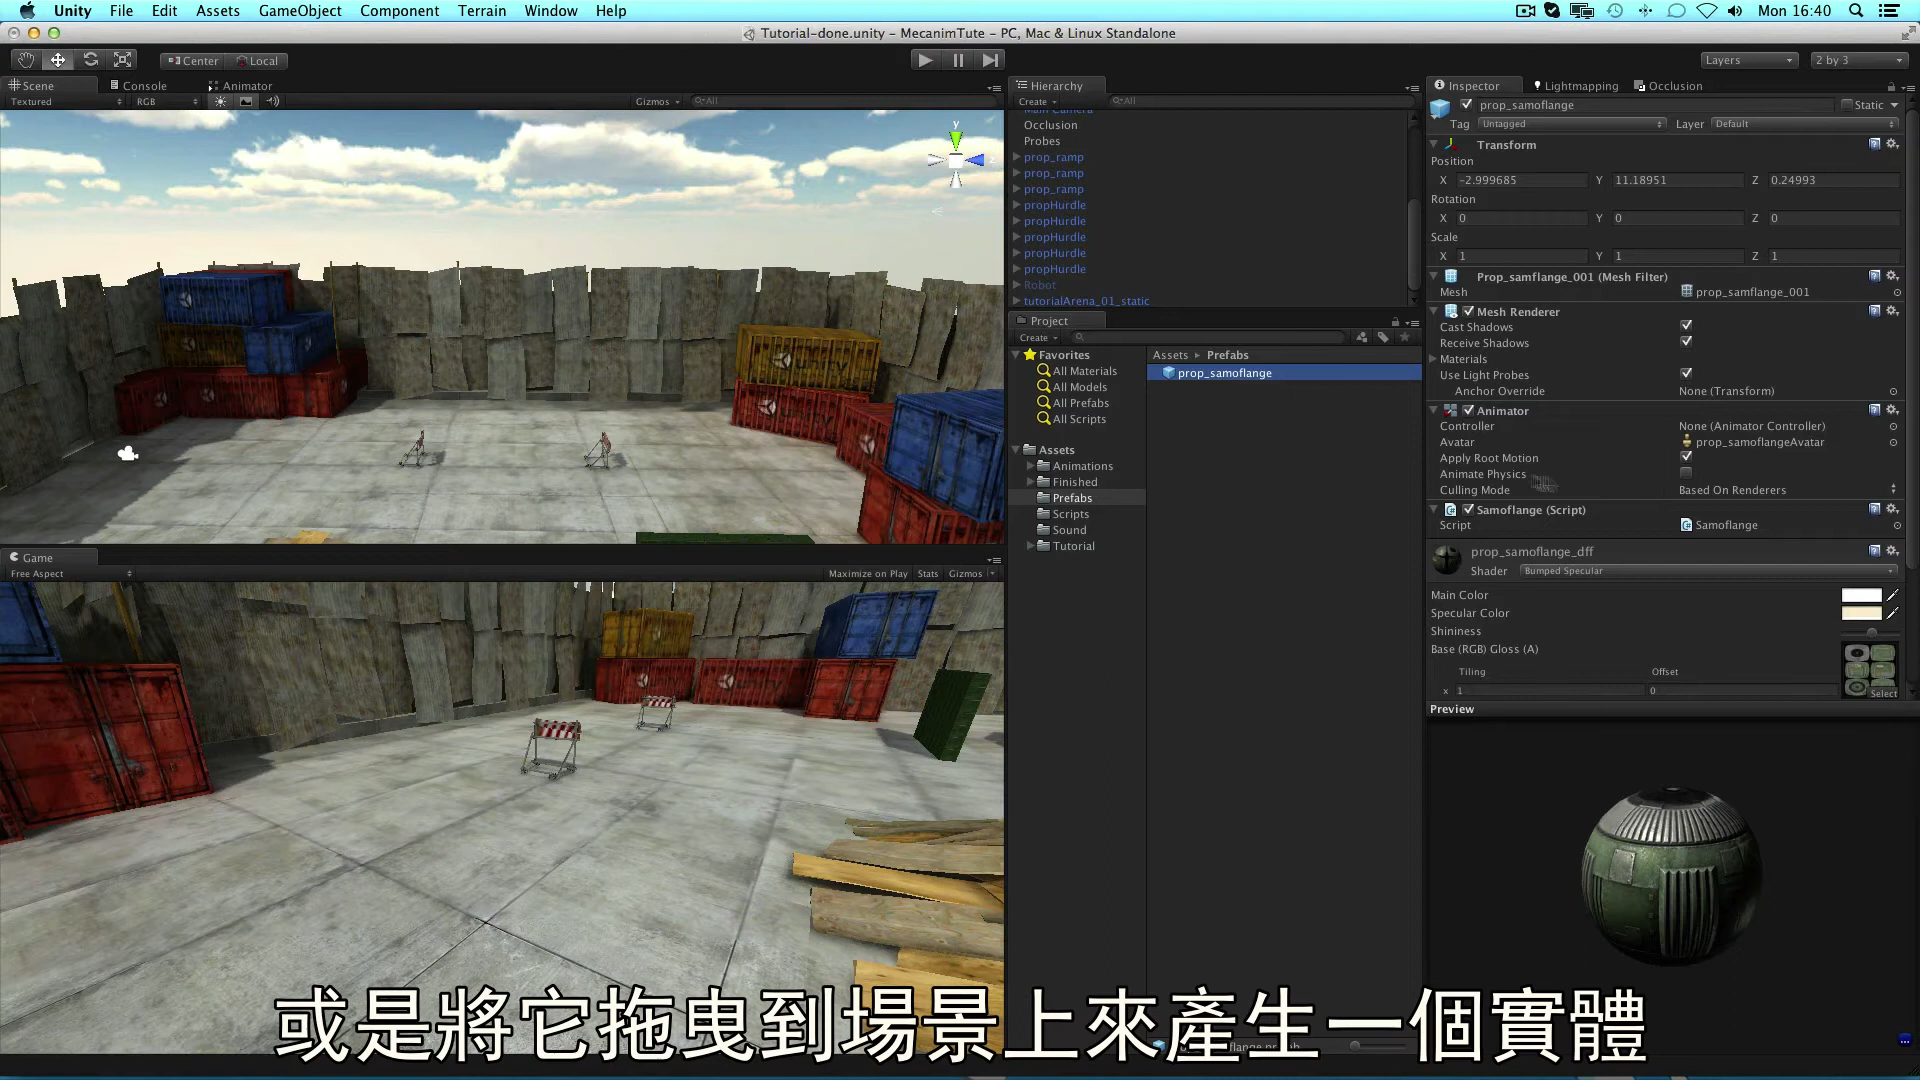 Unity File Edit Assets GameObject Component Terrain Window Help
Mon 16:40
Tutorial-done.unity - MecanimTute - PC, Mac & Linux Standalone
Center Local
Layers
2 by 3
Scene Console Animator
Textured RGB Gizmos All
Hierarchy
Create All
Main Camera
Occlusion
Probes
prop_ramp
prop_ramp
prop_ramp
propHurdle
propHurdle
propHurdle
propHurdle
propHurdle
Robot
tutorialArena_01_static
Project
Create
Favorites
All Materials
All Models
All Prefabs
All Scripts
Assets
Animations
Finished
Prefabs
Scripts
Sound
Tutorial
Assets Prefabs
prop_samoflange
Inspector Lightmapping Occlusion
prop_samoflange Static
Tag Untagged Layer Default
Transform
Position
X -2.999685 Y 11.18951 Z 0.24993
Rotation
X 0 Y 0 Z 0
Scale
X 1 Y 1 Z 1
Prop_samflange_001 (Mesh Filter)
Mesh prop_samflange_001
Mesh Renderer
Cast Shadows
Receive Shadows
Materials
Use Light Probes
Anchor Override None (Transform)
Animator
Controller None (Animator Controller)
Avatar prop_samoflangeAvatar
Apply Root Motion
Animate Physics
Culling Mode Based On Renderers
Samoflange (Script)
Script Samoflange
prop_samoflange_dff
Shader Bumped Specular
Main Color
Specular Color
Shininess
Base (RGB) Gloss (A)
Tiling Offset
x 1 0
Select
Preview
Game
Free Aspect Maximize on Play Stats Gizmos
或是將它拖曳到場景上來產生一個實體